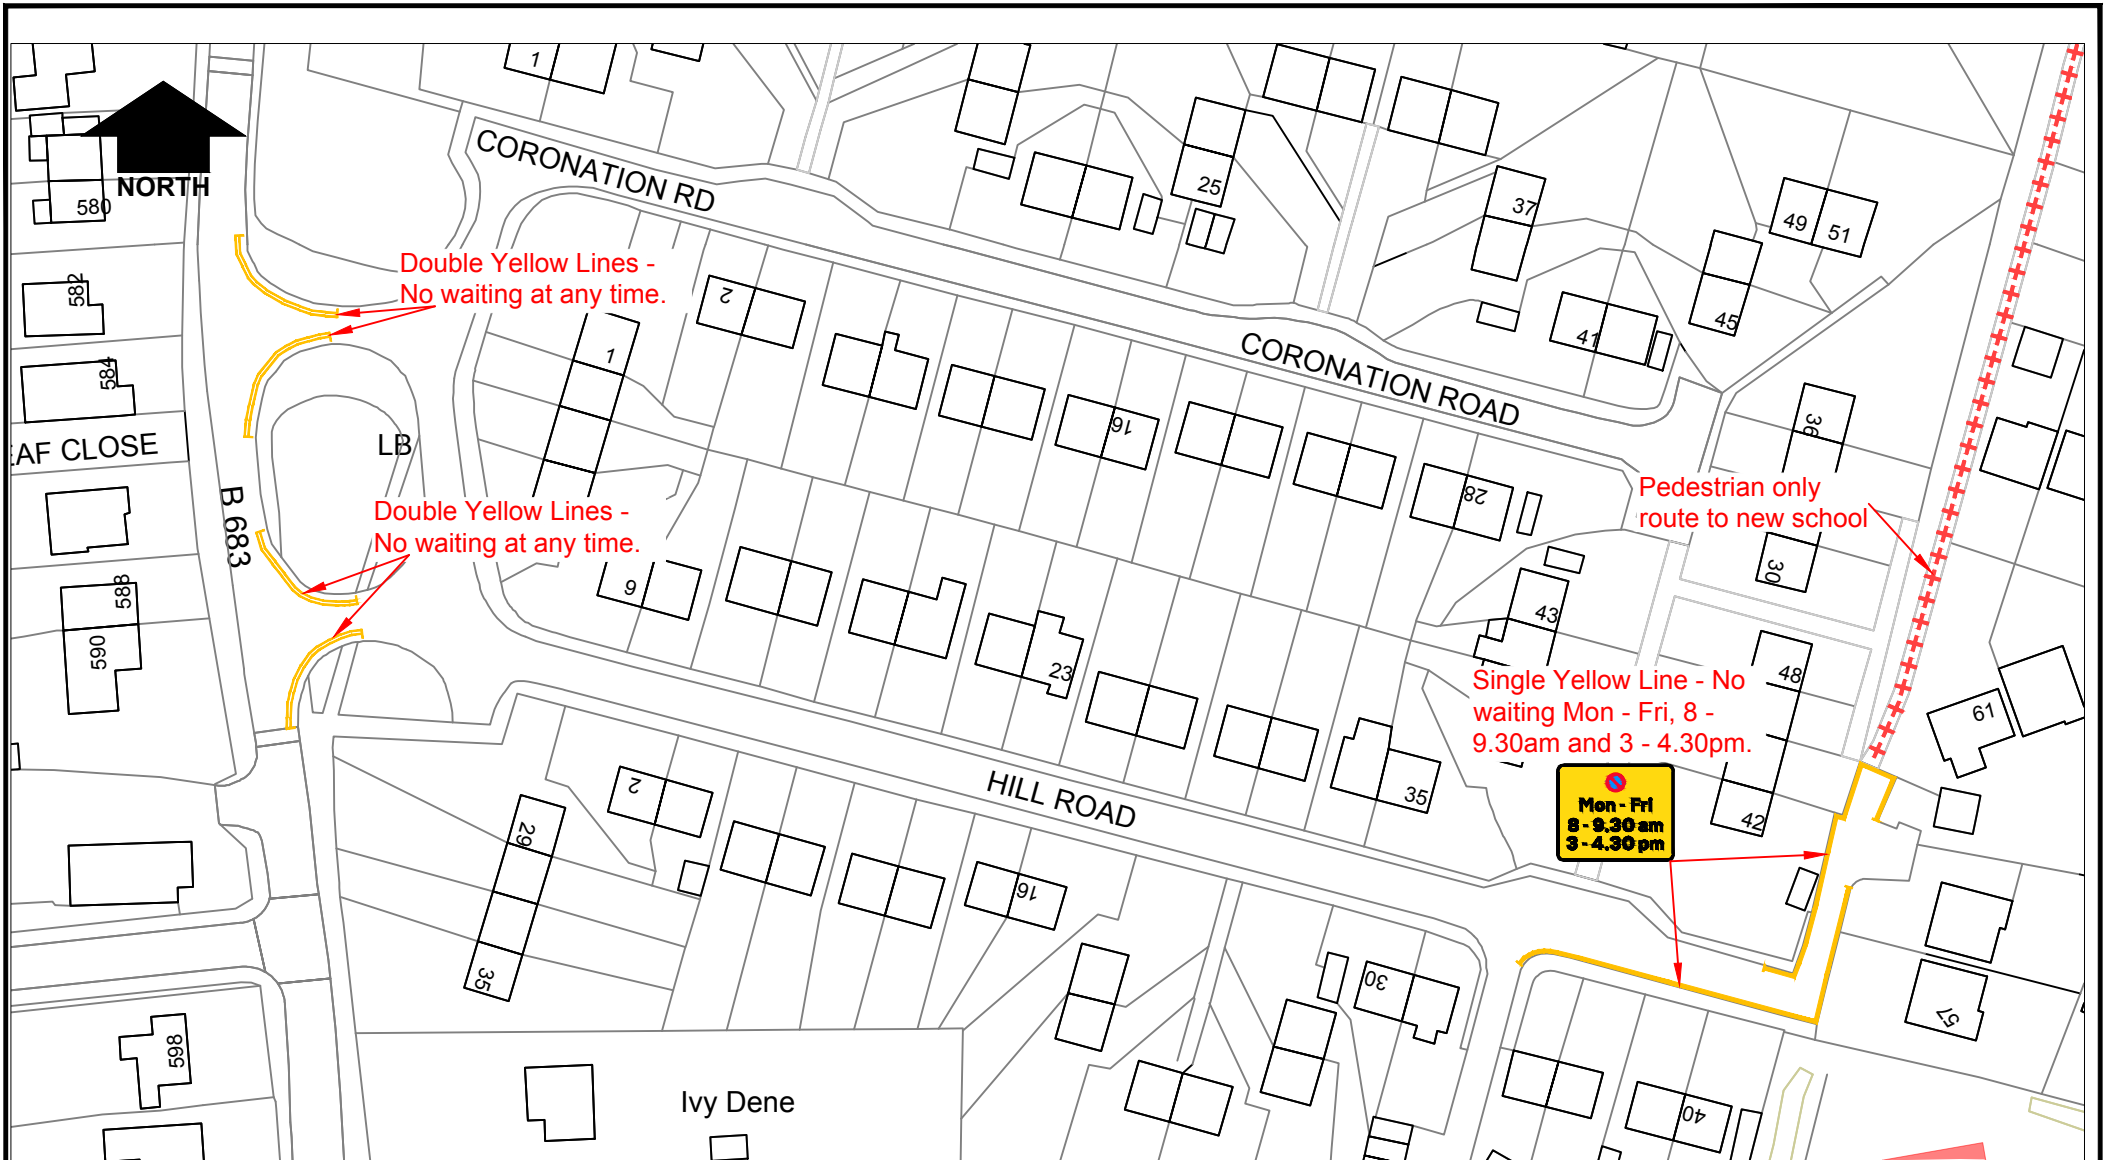 1
NORTH
580
CORONATION RD
25
37
49
51
45
41
582
Double Yellow Lines -
No waiting at any time.
2
1
584
CORONATION ROAD
16
28
36
LB
AF CLOSE
B 683
Double Yellow Lines -
No waiting at any time.
Pedestrian only
route to new school
30
588
590
9
23
43
48
Single Yellow Line - No
waiting Mon - Fri, 8 -
9.30am and 3 - 4.30pm.
61
35
HILL ROAD
Mon - Fri
8 - 9.30 am
3 - 4.30 pm
42
2
29
16
35
30
57
598
Ivy Dene
40